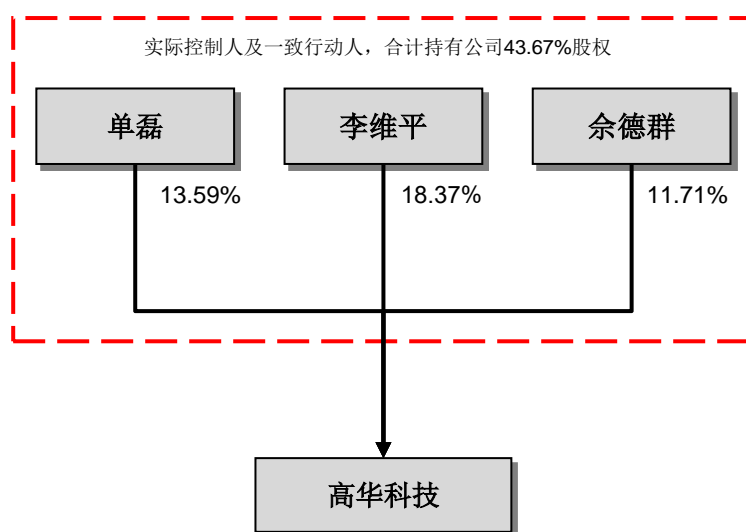 实际控制人及一致行动人，合计持有公司43.67%股权
单磊
李维平
佘德群
13.59%
18.37%
11.71%
高华科技